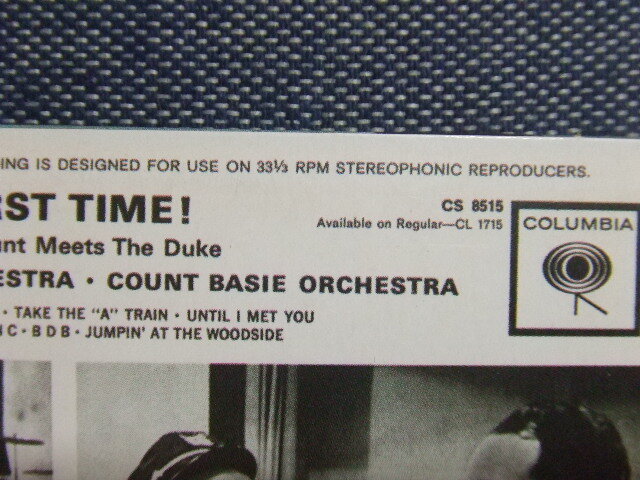 ING IS DESIGNED FOR USE ON 33⅓ RPM STEREOPHONIC REPRODUCERS.
RST TIME!
CS 8515
Available on Regular—CL 1715
COLUMBIA
unt Meets The Duke
ESTRA • COUNT BASIE ORCHESTRA
• TAKE THE "A" TRAIN • UNTIL I MET YOU
C • B D B • JUMPIN' AT THE WOODSIDE